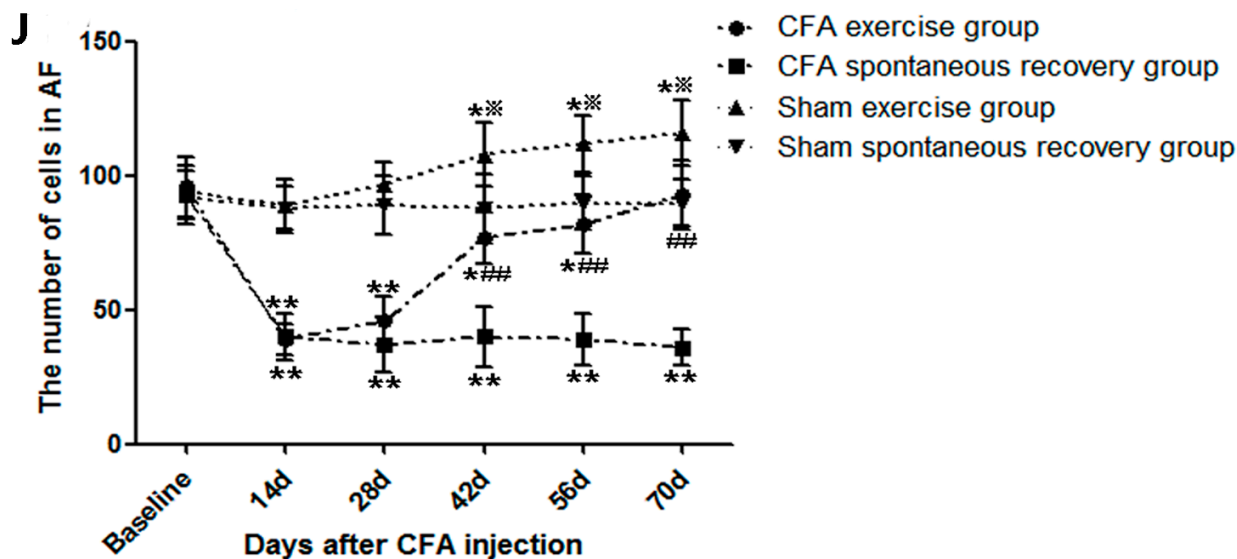 J
150
100
50
0
The number of cells in AF
CFA exercise group
CFA spontaneous recovery group
Sham exercise group
Sham spontaneous recovery group
*※ *※ *※
** ** *## *## ##
** ** ** ** **
Baseline 14d 28d 42d 56d 70d
Days after CFA injection